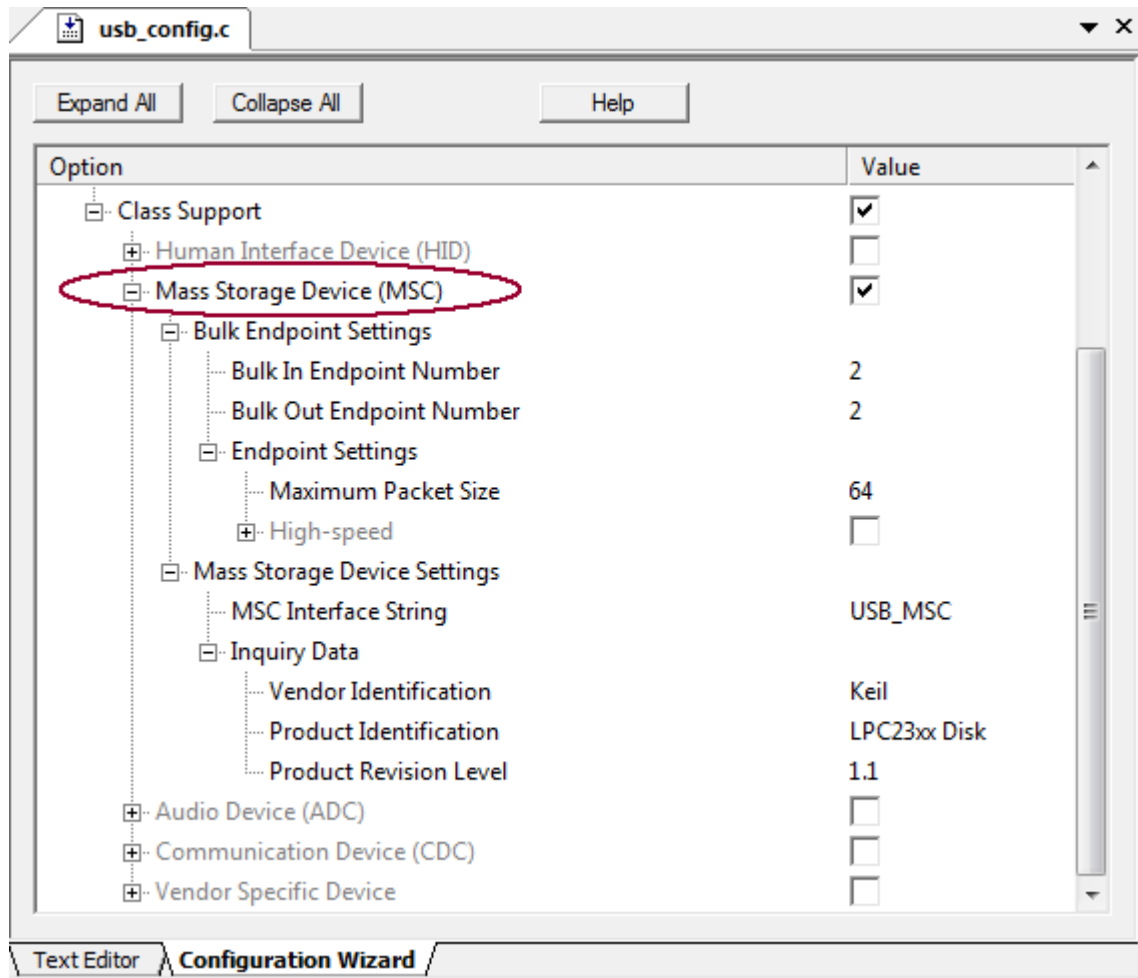 usb_config.c
Expand All Collapse All Help
Option Value
Class Support
Human Interface Device (HID)
Mass Storage Device (MSC)
Bulk Endpoint Settings
Bulk In Endpoint Number 2
Bulk Out Endpoint Number 2
Endpoint Settings
Maximum Packet Size 64
High-speed
Mass Storage Device Settings
MSC Interface String USB_MSC
Inquiry Data
Vendor Identification Keil
Product Identification LPC23xx Disk
Product Revision Level 1.1
Audio Device (ADC)
Communication Device (CDC)
Vendor Specific Device
Text Editor Configuration Wizard